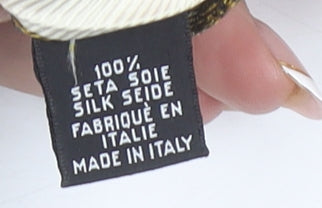 100%
SETA SOIE
SILK SEIDE
FABRIQUÈ EN
ITALIE
MADE IN ITALY